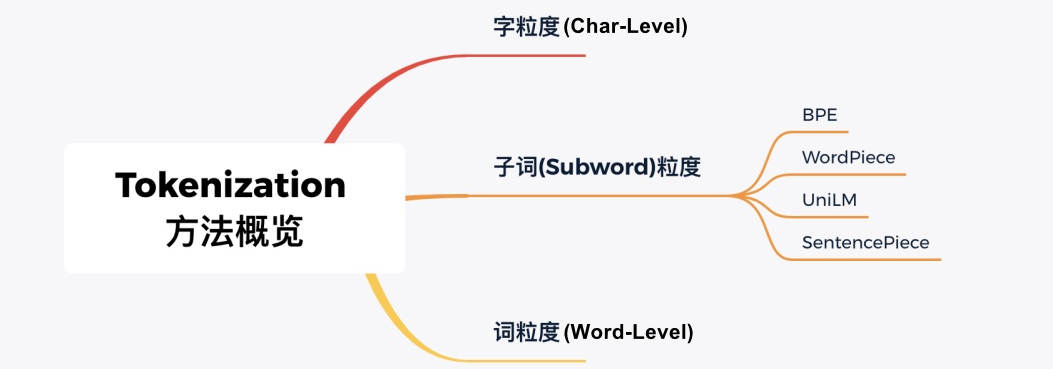 字粒度(Char-Level)
BPE
子词(Subword)粒度
WordPiece
Tokenization
方法概览
UniLM
SentencePiece
词粒度(Word-Level)